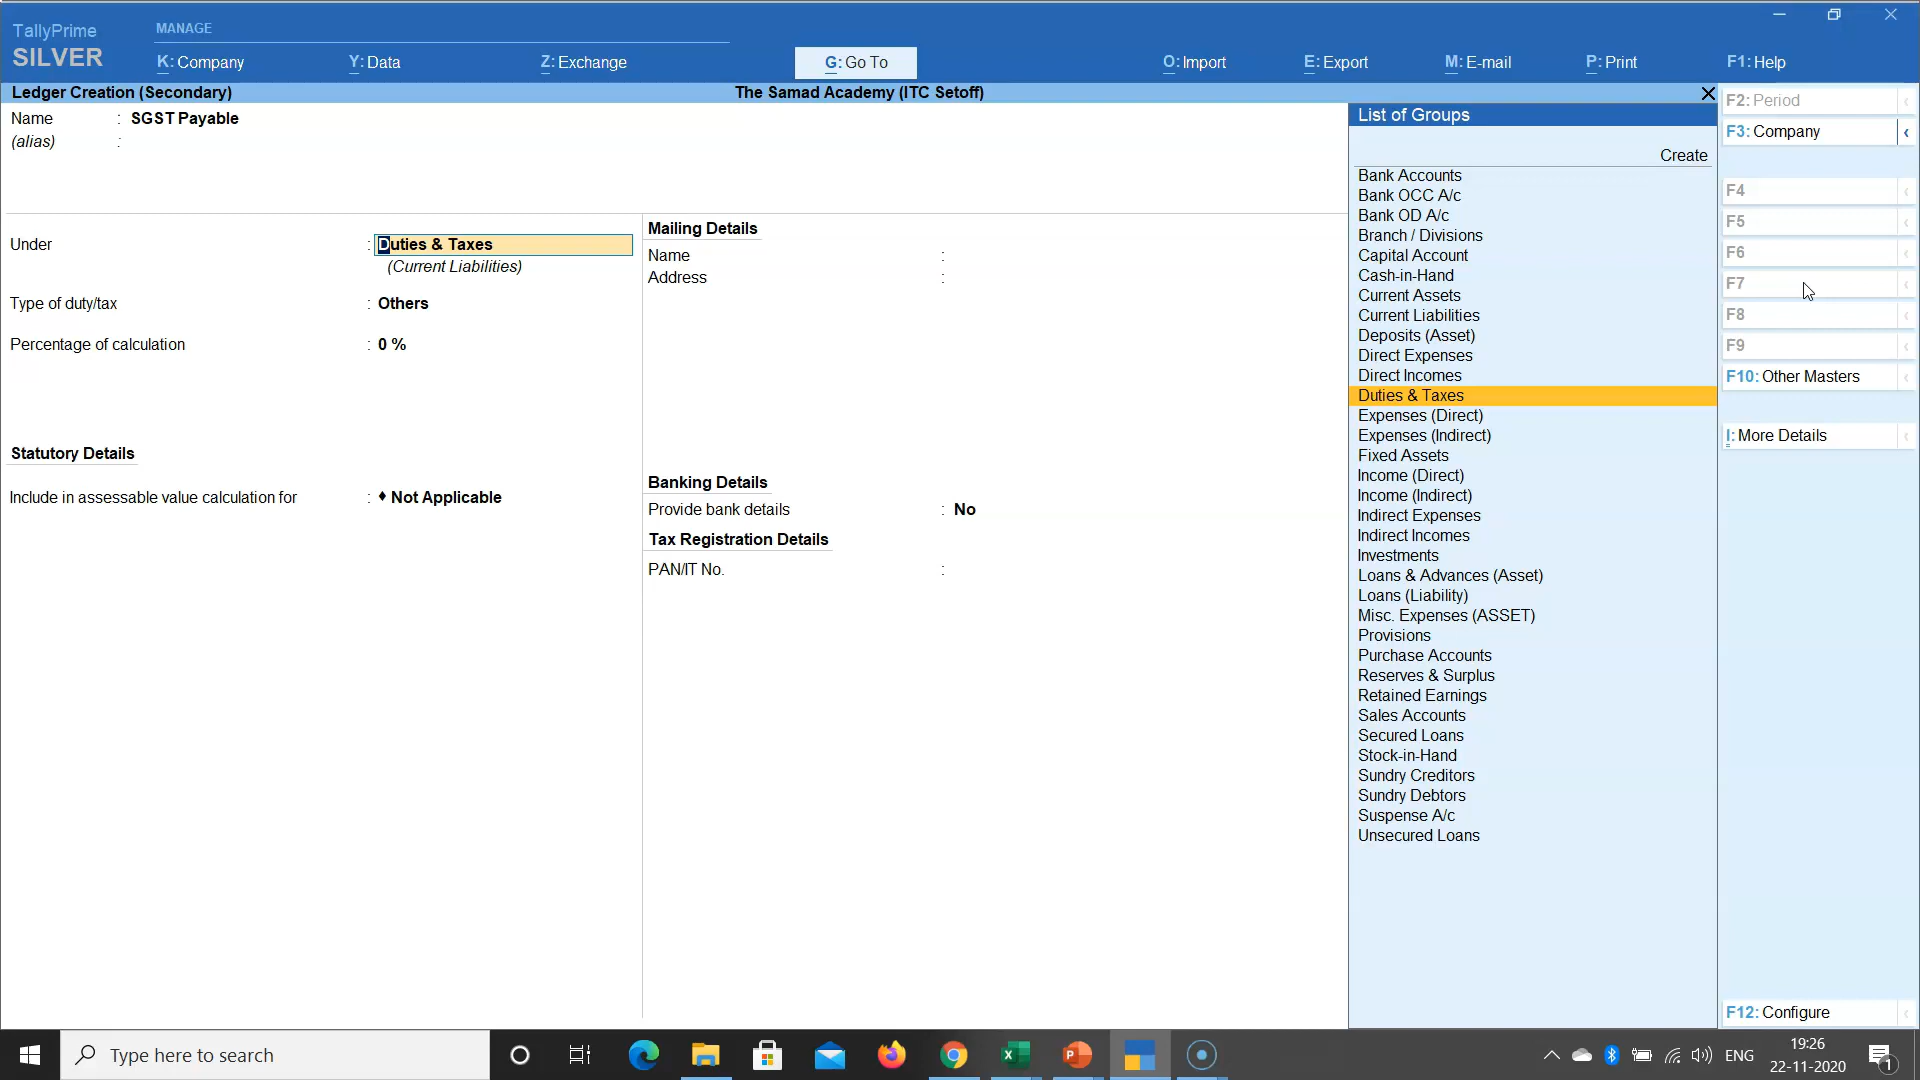 TallyPrime
SILVER
MANAGE
K: Company
Y: Data
Z: Exchange
G: Go To
O: Import
E: Export
M: E-mail
P: Print
F1: Help
Ledger Creation (Secondary)
The Samad Academy (ITC Setoff)
Name : SGST Payable
(alias) :
Under : Duties & Taxes
(Current Liabilities)
Type of duty/tax : Others
Percentage of calculation : 0 %
Statutory Details
Include in assessable value calculation for : ♦ Not Applicable
Mailing Details
Name :
Address :
Banking Details
Provide bank details : No
Tax Registration Details
PAN/IT No. :
List of Groups
Create
Bank Accounts
Bank OCC A/c
Bank OD A/c
Branch / Divisions
Capital Account
Cash-in-Hand
Current Assets
Current Liabilities
Deposits (Asset)
Direct Expenses
Direct Incomes
Duties & Taxes
Expenses (Direct)
Expenses (Indirect)
Fixed Assets
Income (Direct)
Income (Indirect)
Indirect Expenses
Indirect Incomes
Investments
Loans & Advances (Asset)
Loans (Liability)
Misc. Expenses (ASSET)
Provisions
Purchase Accounts
Reserves & Surplus
Retained Earnings
Sales Accounts
Secured Loans
Stock-in-Hand
Sundry Creditors
Sundry Debtors
Suspense A/c
Unsecured Loans
F2: Period
F3: Company
F4
F5
F6
F7
F8
F9
F10: Other Masters
I: More Details
F12: Configure
Type here to search
ENG
19:26
22-11-2020
1